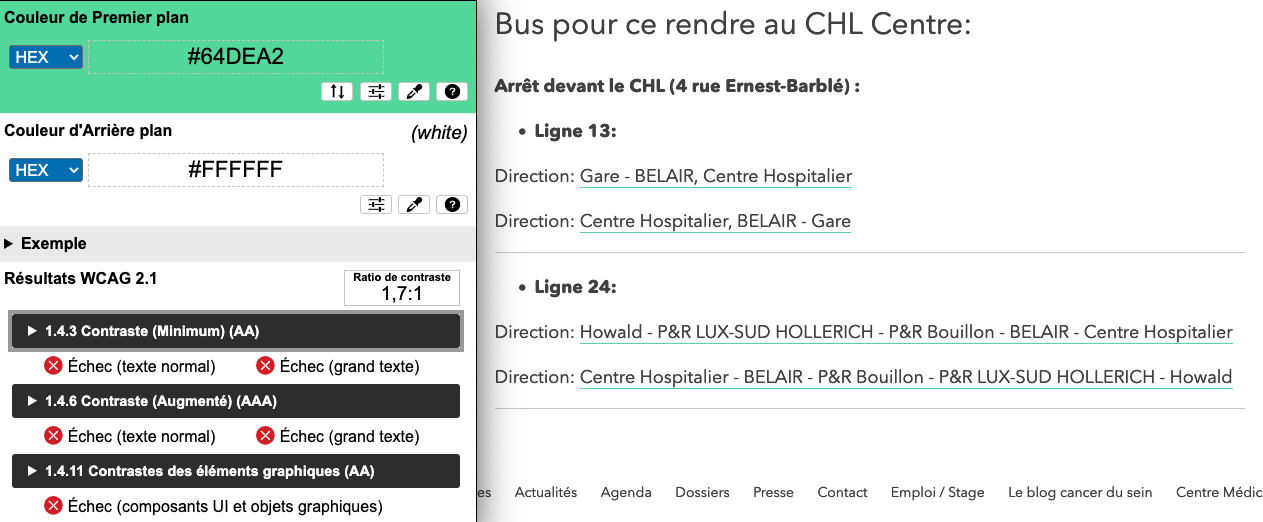 Couleur de Premier plan
HEX
#64DEA2
Couleur d'Arrière plan
(white)
HEX
#FFFFFF
Exemple
Résultats WCAG 2.1
Ratio de contraste
1,7:1
1.4.3 Contraste (Minimum) (AA)
Échec (texte normal)
Échec (grand texte)
1.4.6 Contraste (Augmenté) (AAA)
Échec (texte normal)
Échec (grand texte)
1.4.11 Contrastes des éléments graphiques (AA)
Échec (composants UI et objets graphiques)
Bus pour ce rendre au CHL Centre:
Arrêt devant le CHL (4 rue Ernest-Barblé) :
• Ligne 13:
Direction: Gare - BELAIR, Centre Hospitalier
Direction: Centre Hospitalier, BELAIR - Gare
• Ligne 24:
Direction: Howald - P&R LUX-SUD HOLLERICH - P&R Bouillon - BELAIR - Centre Hospitalier
Direction: Centre Hospitalier - BELAIR - P&R Bouillon - P&R LUX-SUD HOLLERICH - Howald
es Actualités Agenda Dossiers Presse Contact Emploi / Stage Le blog cancer du sein Centre Médic